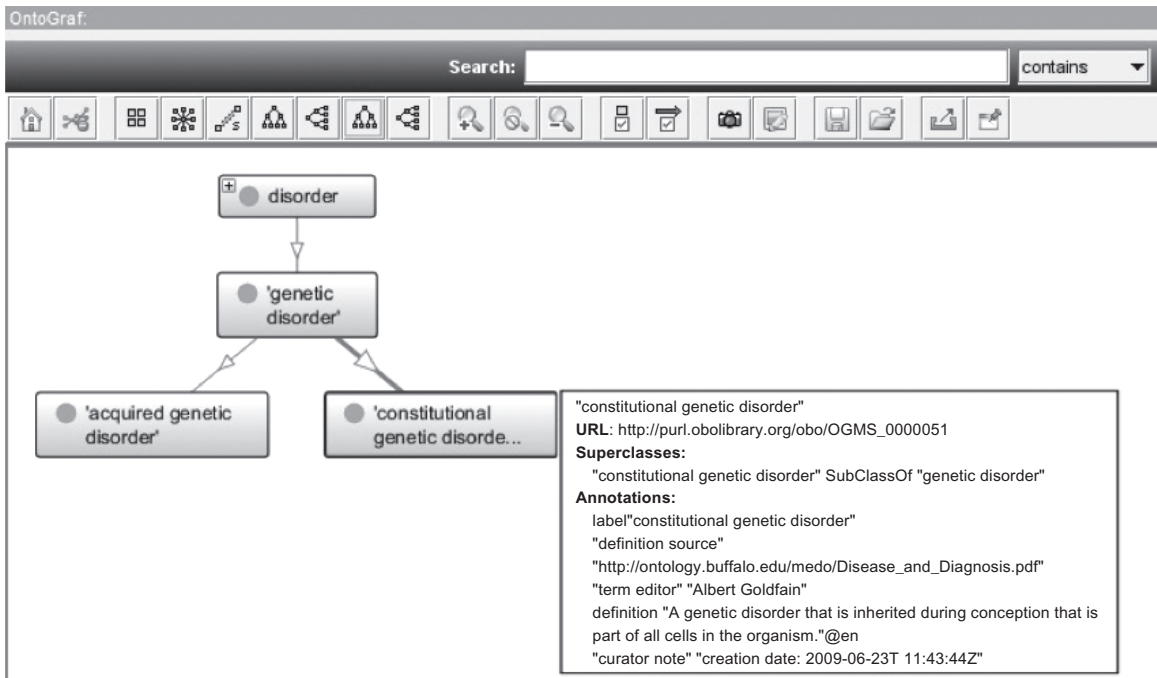 OntoGraf:
Search:
contains
disorder
'genetic
disorder'
'acquired genetic
disorder'
'constitutional
genetic disorde...
"constitutional genetic disorder"
URL: http://purl.obolibrary.org/obo/OGMS_0000051
Superclasses:
"constitutional genetic disorder" SubClassOf "genetic disorder"
Annotations:
label"constitutional genetic disorder"
"definition source"
"http://ontology.buffalo.edu/medo/Disease_and_Diagnosis.pdf"
"term editor" "Albert Goldfain"
definition "A genetic disorder that is inherited during conception that is
part of all cells in the organism."@en
"curator note" "creation date: 2009-06-23T 11:43:44Z"